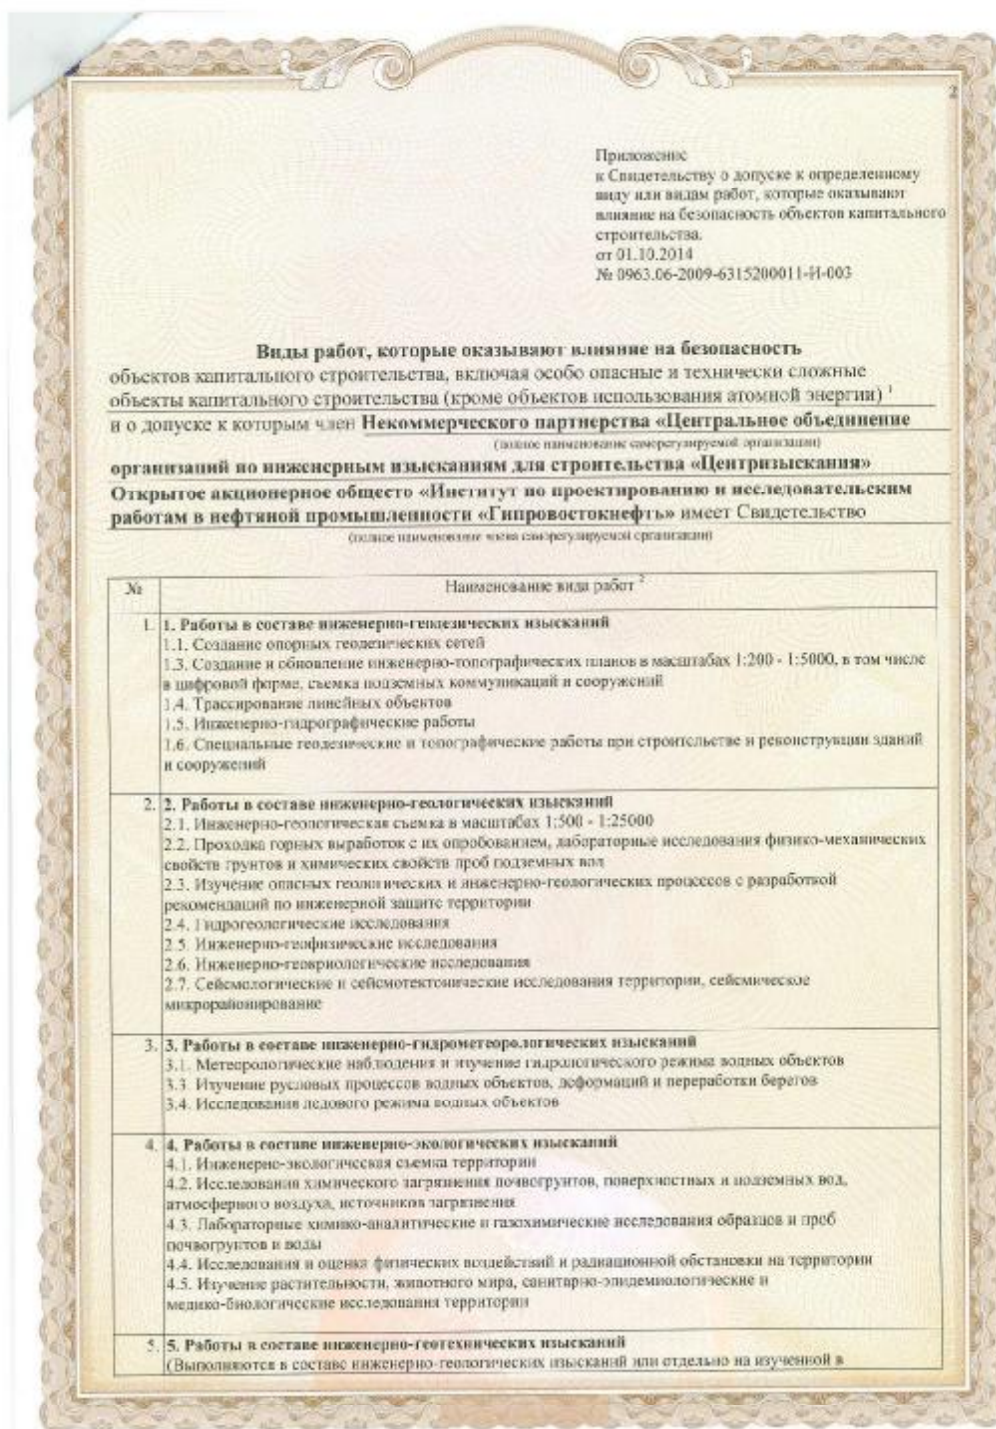 2
Приложение
к Свидетельству о допуске к определенному
виду или видам работ, которые оказывают
влияние на безопасность объектов капитального
строительства.
от 01.10.2014
№ 0963.06-2009-6315200011-И-003
Виды работ, которые оказывают влияние на безопасность
объектов капитального строительства, включая особо опасные и технически сложные
объекты капитального строительства (кроме объектов использования атомной энергии) 1
и о допуске к которым член Некоммерческого партнерства «Центральное объединение
(полное наименование саморегулируемой организации)
организаций по инженерным изысканиям для строительства «Центризыскания»
Открытое акционерное общесто «Институт по проектированию и исследовательским
работам в нефтяной промышленности «Гипровостокнефть» имеет Свидетельство
(полное наименование члена саморегулируемой организации)
№ Наименование вида работ 2
1. 1. Работы в составе инженерно-геодезических изысканий
1.1. Создание опорных геодезических сетей
1.3. Создание и обновление инженерно-топографических планов в масштабах 1:200 - 1:5000, в том числе
в цифровой форме, съемка подземных коммуникаций и сооружений
1.4. Трассирование линейных объектов
1.5. Инженерно-гидрографические работы
1.6. Специальные геодезические и топографические работы при строительстве и реконструкции зданий
и сооружений
2. 2. Работы в составе инженерно-геологических изысканий
2.1. Инженерно-геологическая съемка в масштабах 1:500 - 1:25000
2.2. Проходка горных выработок с их опробованием, лабораторные исследования физико-механических
свойств грунтов и химических свойств проб подземных вод
2.3. Изучение опасных геологических и инженерно-геологических процессов с разработкой
рекомендаций по инженерной защите территории
2.4. Гидрогеологические исследования
2.5. Инженерно-геофизические исследования
2.6. Инженерно-геокриологические исследования
2.7. Сейсмологические и сейсмотектонические исследования территории, сейсмическое
микрорайонирование
3. 3. Работы в составе инженерно-гидрометеорологических изысканий
3.1. Метеорологические наблюдения и изучение гидрологического режима водных объектов
3.3. Изучение русловых процессов водных объектов, деформаций и переработки берегов
3.4. Исследования ледового режима водных объектов
4. 4. Работы в составе инженерно-экологических изысканий
4.1. Инженерно-экологическая съемка территории
4.2. Исследования химического загрязнения почвогрунтов, поверхностных и подземных вод,
атмосферного воздуха, источников загрязнения
4.3. Лабораторные химико-аналитические и газохимические исследования образцов и проб
почвогрунтов и воды
4.4. Исследования и оценка физических воздействий и радиационной обстановки на территории
4.5. Изучение растительности, животного мира, санитарно-эпидемиологические и
медико-биологические исследования территории
5. 5. Работы в составе инженерно-геотехнических изысканий
(Выполняются в составе инженерно-геологических изысканий или отдельно на изученной в